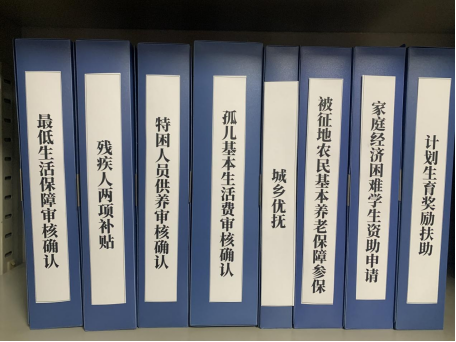 最低生活保障审核确认
残疾人两项补贴
特困人员供养审核确认
孤儿基本生活费审核确认
城乡优抚
被征地农民基本养老保障参保
家庭经济困难学生资助申请
计划生育奖励扶助